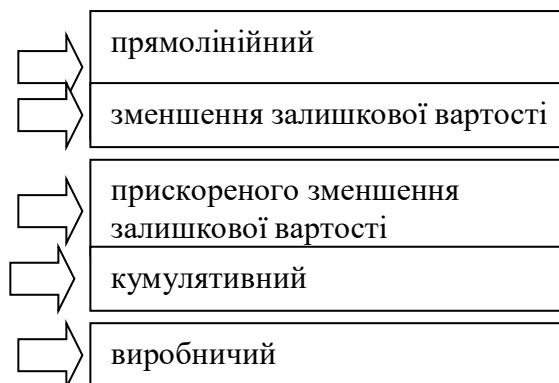 прямолінійний
зменшення залишкової вартості
прискореного зменшення
залишкової вартості
кумулятивний
виробничий